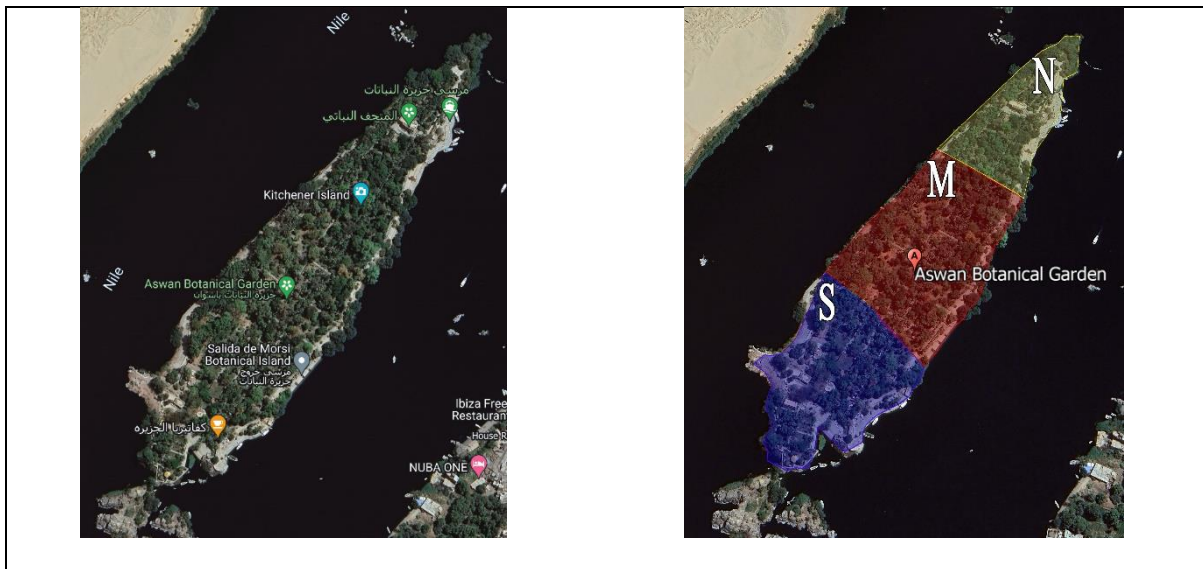 Nile
مرسى جزيرة النباتات
المتحف النباتي
Kitchener Island
Nile
Aswan Botanical Garden
جزيرة النباتات بأسوان
Salida de Morsi
Botanical Island
مرسى خروج
جزيرة النباتات
Ibiza Free
Restauran
House R
كافتيريا الجزيره
NUBA ONE
N
M
A
Aswan Botanical Garden
S